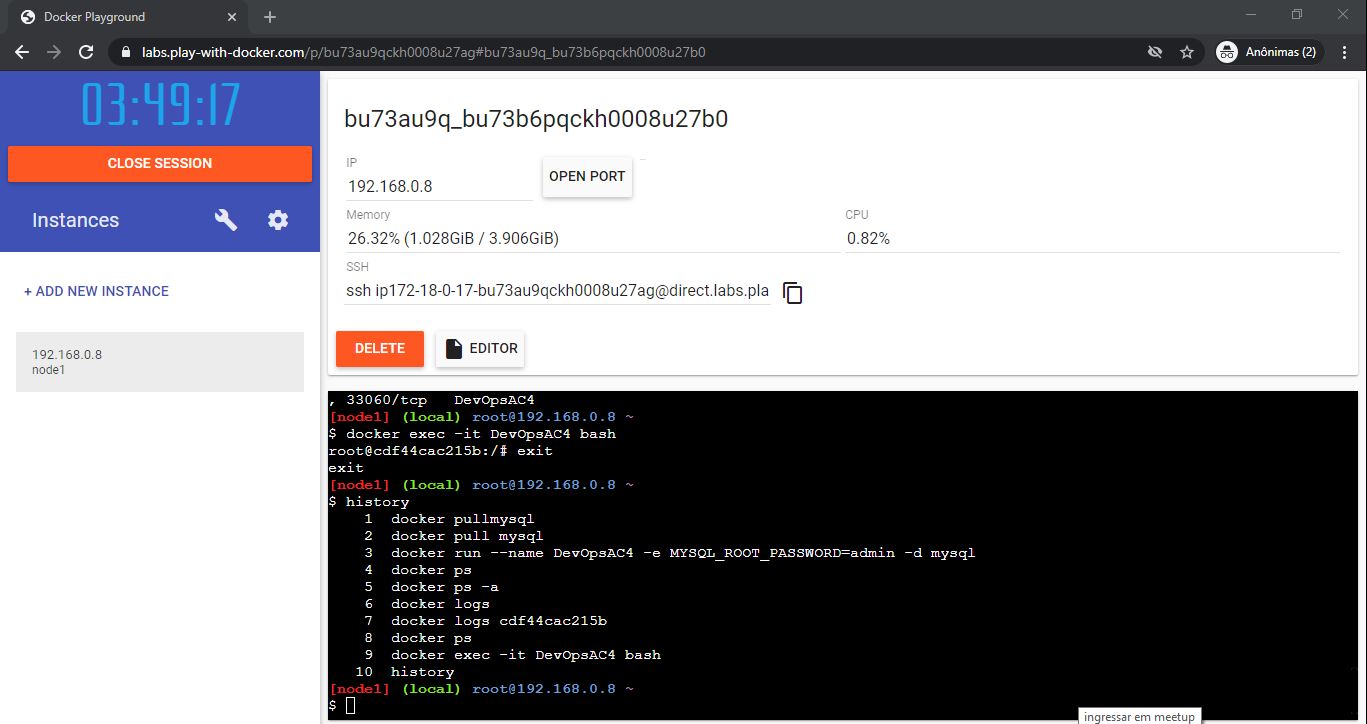 Docker Playground
labs.play-with-docker.com/p/bu73au9qckh0008u27ag#bu73au9q_bu73b6pqckh0008u27b0
Anônimas (2)
03:49:17
CLOSE SESSION
Instances
+ ADD NEW INSTANCE
192.168.0.8
node1
bu73au9q_bu73b6pqckh0008u27b0
IP
192.168.0.8
OPEN PORT
Memory
26.32% (1.028GiB / 3.906GiB)
CPU
0.82%
SSH
ssh ip172-18-0-17-bu73au9qckh0008u27ag@direct.labs.pla
DELETE
EDITOR
, 33060/tcp   DevOpsAC4
[node1] (local) root@192.168.0.8 ~
$ docker exec -it DevOpsAC4 bash
root@cdf44cac215b:/# exit
exit
[node1] (local) root@192.168.0.8 ~
$ history
    1  docker pullmysql
    2  docker pull mysql
    3  docker run --name DevOpsAC4 -e MYSQL_ROOT_PASSWORD=admin -d mysql
    4  docker ps
    5  docker ps -a
    6  docker logs
    7  docker logs cdf44cac215b
    8  docker ps
    9  docker exec -it DevOpsAC4 bash
   10  history
[node1] (local) root@192.168.0.8 ~
$
ingressar em meetup